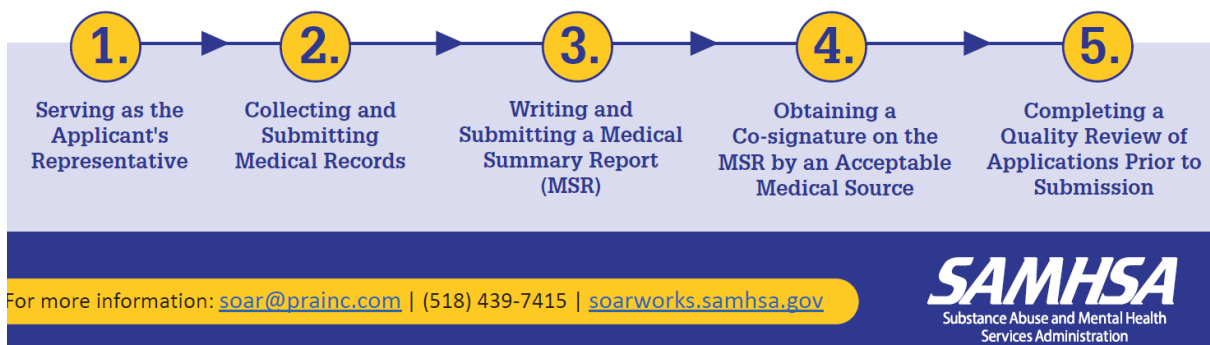 1.
Serving as the
Applicant's
Representative
2.
Collecting and
Submitting
Medical Records
3.
Writing and
Submitting a Medical
Summary Report
(MSR)
4.
Obtaining a
Co-signature on the
MSR by an Acceptable
Medical Source
5.
Completing a
Quality Review of
Applications Prior to
Submission
For more information: soar@prainc.com | (518) 439-7415 | soarworks.samhsa.gov
SAMHSA
Substance Abuse and Mental Health
Services Administration